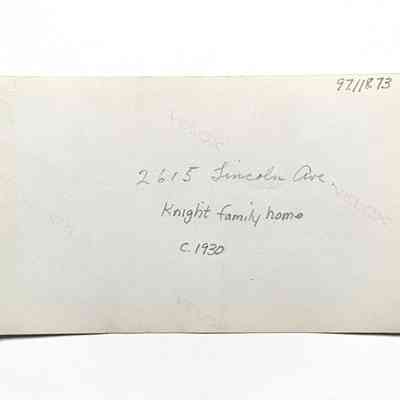 97/1873
2615 Lincoln Ave.
Knight family home
c. 1930